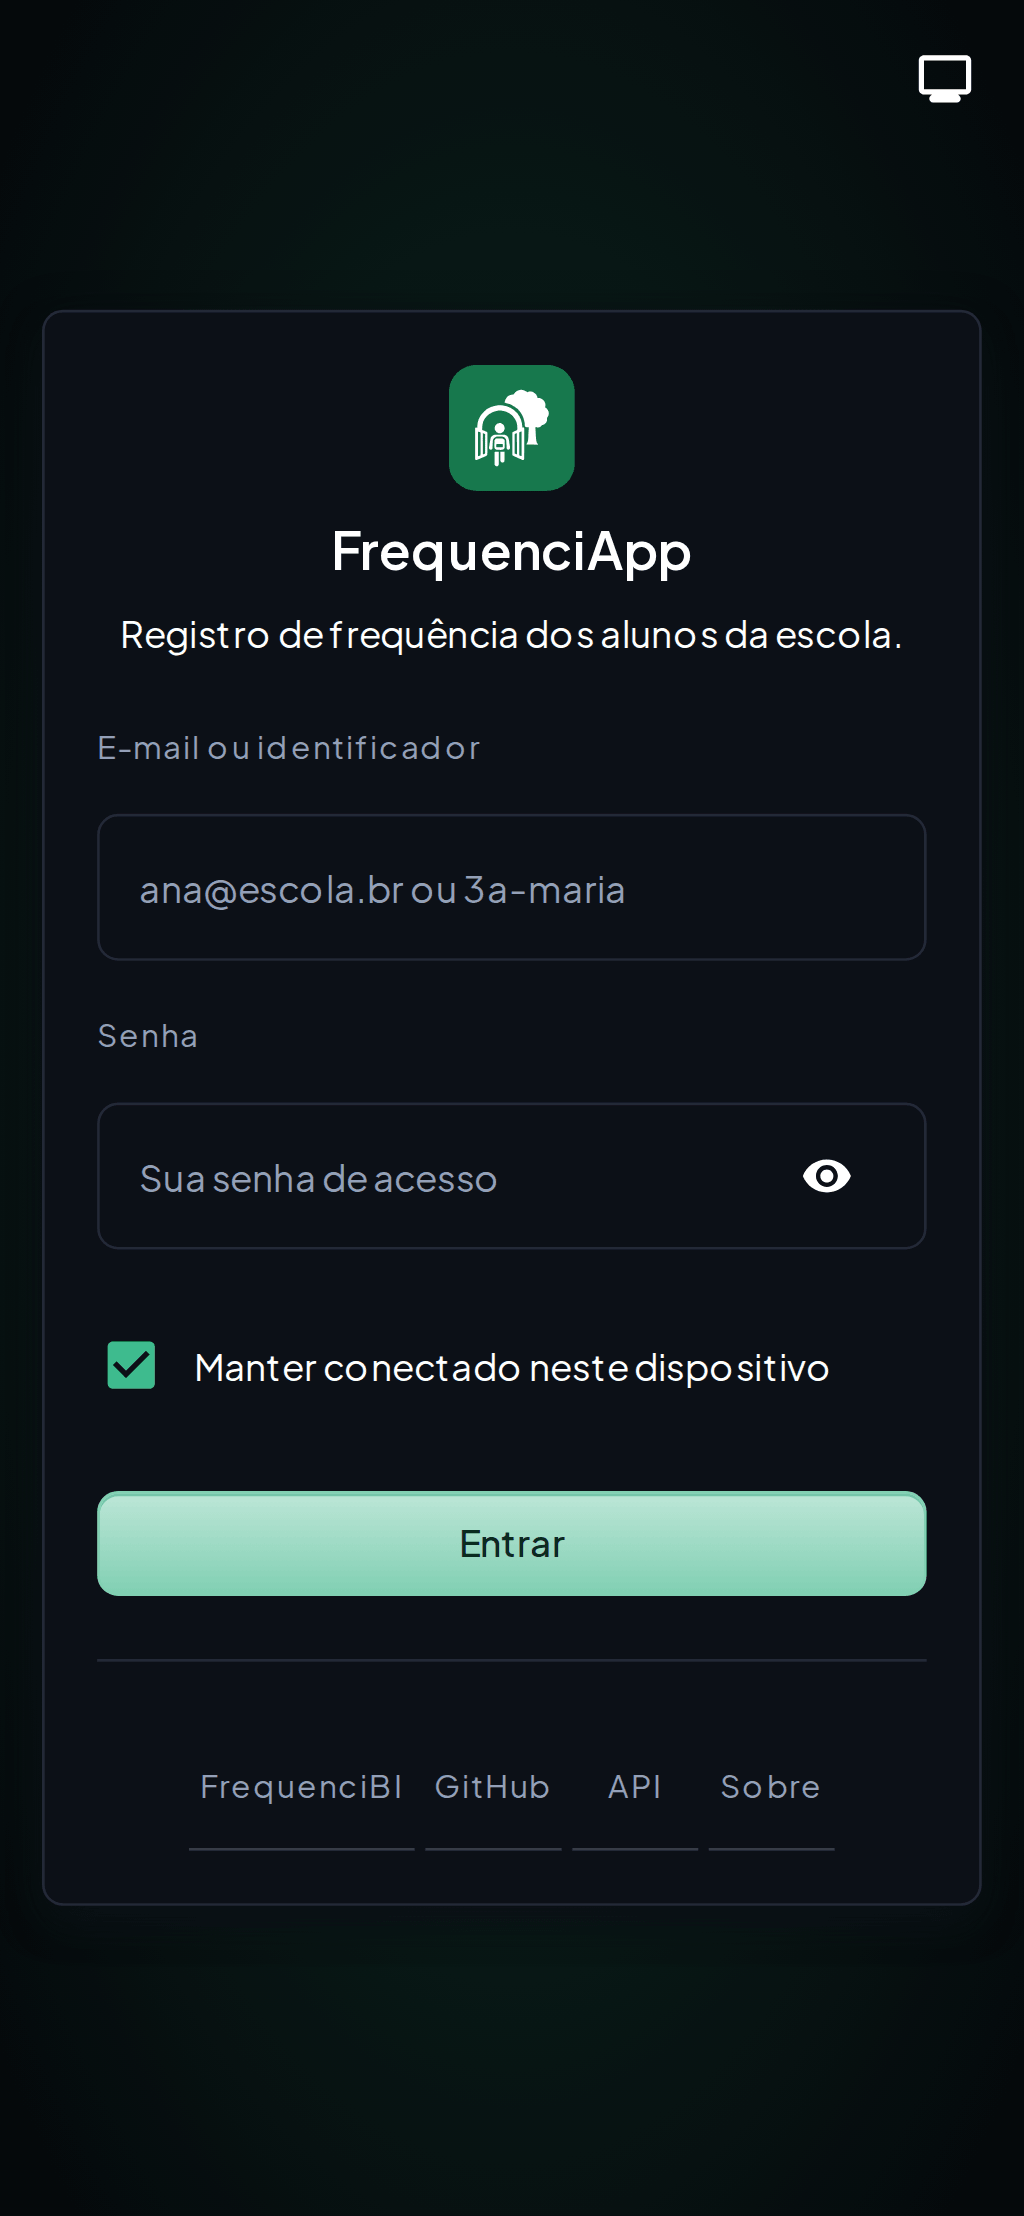 FrequenciApp
Registro de frequência dos alunos da escola.
E-mail ou identificador
ana@escola.br ou 3a-maria
Senha
Sua senha de acesso
Manter conectado neste dispositivo
Entrar
FrequenciBI GitHub API Sobre